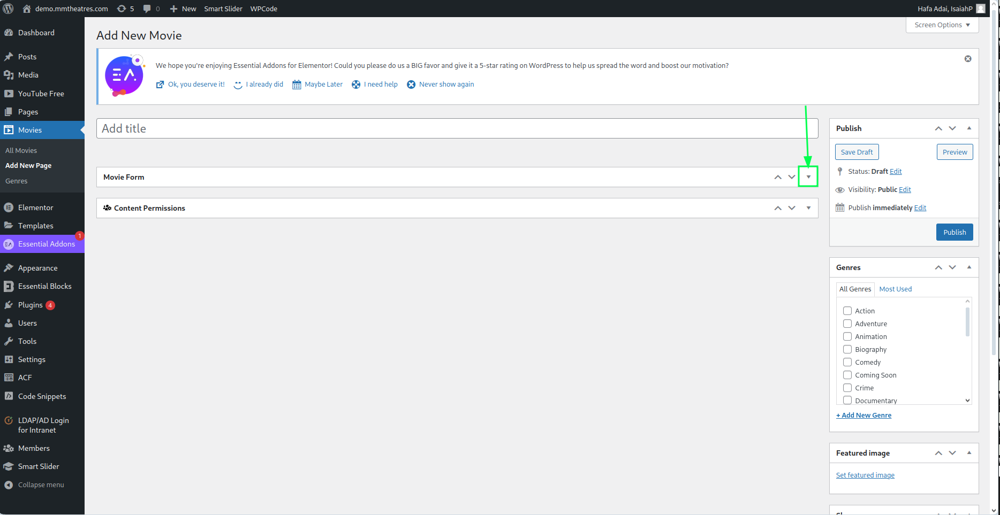 demo.mmtheatres.com 5 0 New Smart Slider WPCode Hafa Adai, IsaiahP
Screen Options
Dashboard
Posts
Media
YouTube Free
Pages
Movies
All Movies
Add New Page
Genres
Elementor
Templates
1
Essential Addons
Appearance
Essential Blocks
Plugins 4
Users
Tools
Settings
ACF
Code Snippets
LDAP/AD Login
for Intranet
Members
Smart Slider
Collapse menu
Add New Movie
EA
We hope you're enjoying Essential Addons for Elementor! Could you please do us a BIG favor and give it a 5-star rating on WordPress to help us spread the word and boost our motivation?
Ok, you deserve it! I already did Maybe Later I need help Never show again
Add title
Movie Form
Content Permissions
Publish
Save Draft Preview
Status: Draft Edit
Visibility: Public Edit
Publish immediately Edit
Publish
Genres
All Genres Most Used
Action
Adventure
Animation
Biography
Comedy
Coming Soon
Crime
Documentary
+ Add New Genre
Featured image
Set featured image